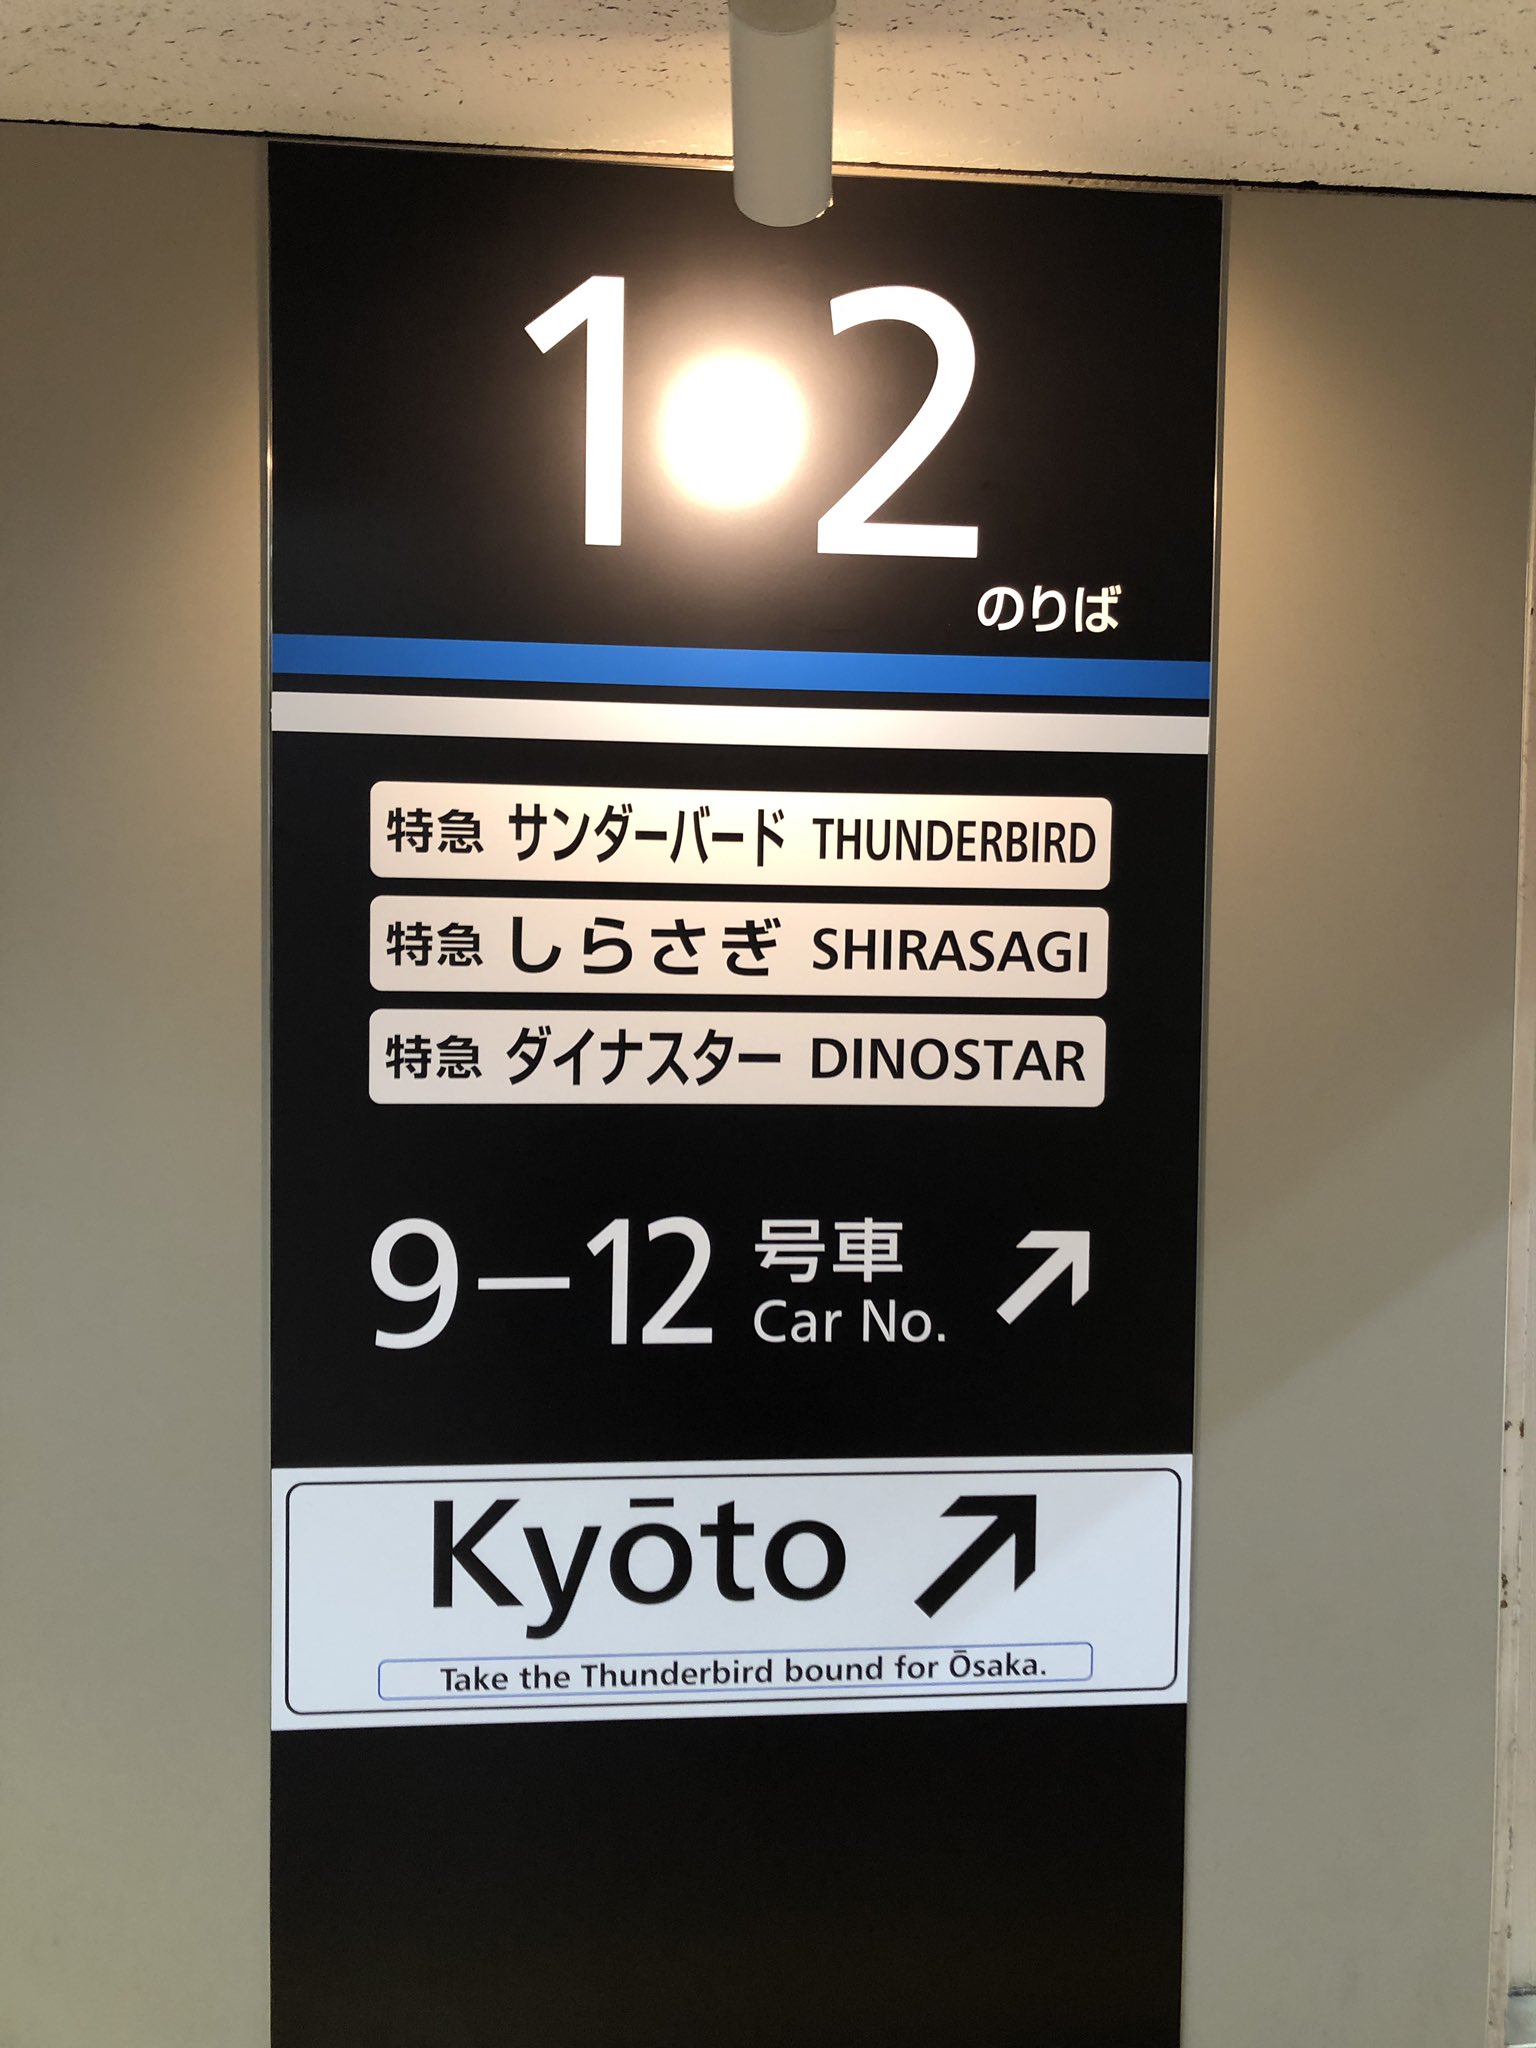 1 2
のりば
特急 サンダーバード THUNDERBIRD
特急 しらさぎ SHIRASAGI
特急 ダイナスター DINOSTAR
9-12 号車
Car No. ↗
Kyōto ↗
Take the Thunderbird bound for Ōsaka.